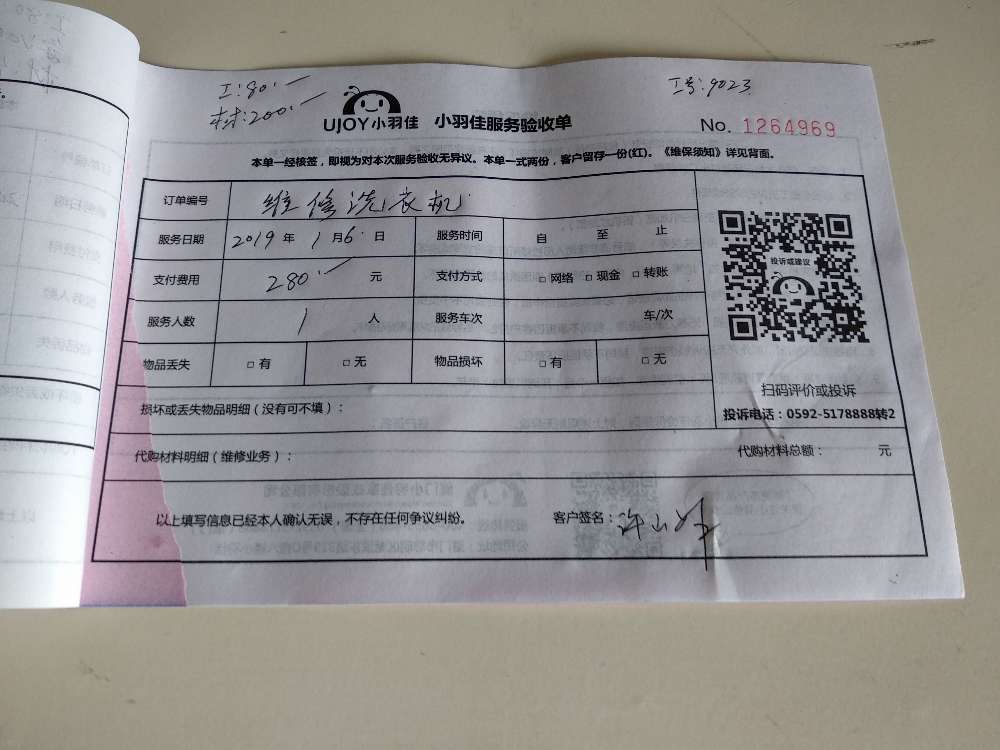 工:80.一
材:200.一
工号:9023
UJOY小羽佳 小羽佳服务验收单
No. 1264969
本单一经核签，即视为对本次服务验收无异议。本单一式两份，客户留存一份(红)。《维保须知》详见背面。
订单编号 维修洗衣机
服务日期 2019 年 1 月 6 日 服务时间 自 至 止
支付费用 280.一 元 支付方式 □ 网络 □ 现金 □ 转账
服务人数 1 人 服务车次 车/次
物品丢失 □ 有 □ 无 物品损坏 □ 有 □ 无
投诉或建议
扫码评价或投诉
投诉电话：0592-5178888转2
损坏或丢失物品明细（没有可不填）：
代购材料明细（维修业务）： 代购材料总额： 元
以上填写信息已经本人确认无误，不存在任何争议纠纷。 客户签名：